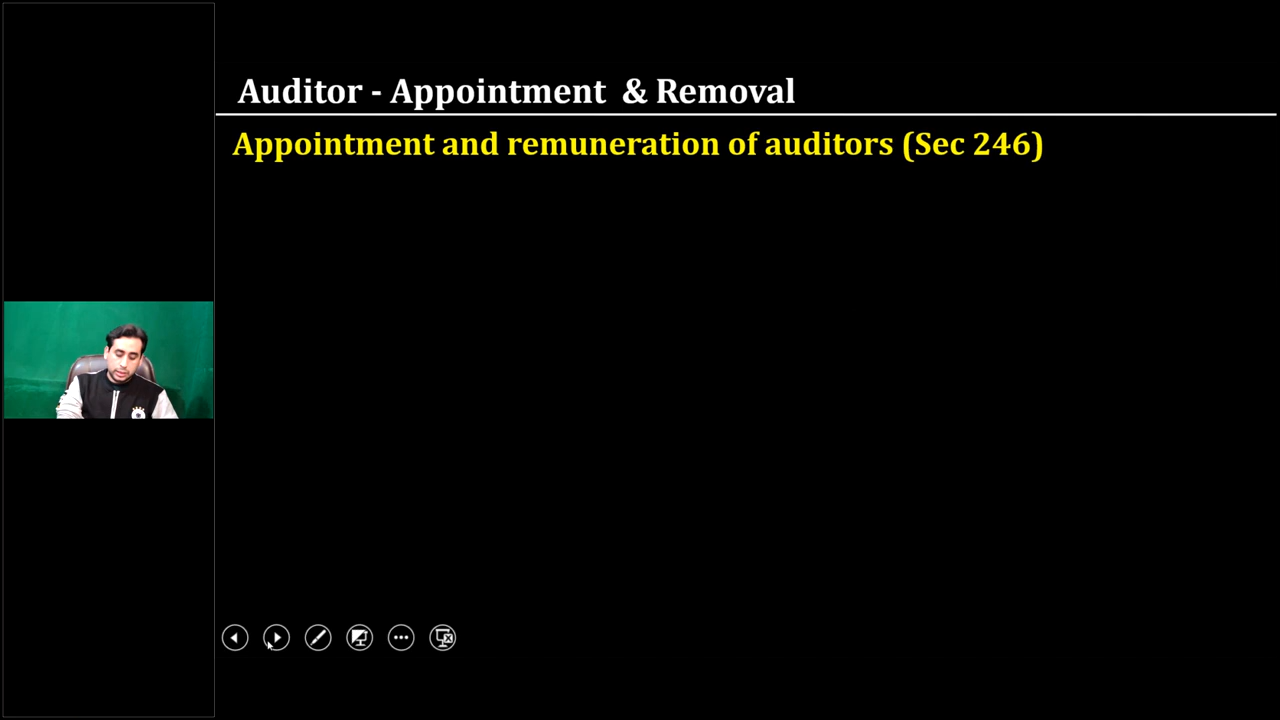 Auditor - Appointment & Removal
Appointment and remuneration of auditors (Sec 246)